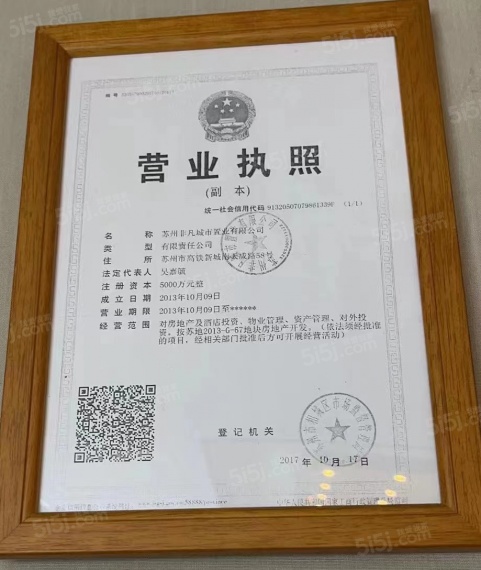 编号
营业执照
(副 本)
统一社会信用代码 91320507079861339F (1/1)
名 称 苏州非凡城市置业有限公司
类 型 有限责任公司
住 所 苏州市高铁新城南天成路58号
法定代表人 吴嘉毓
注册资本 5000万元整
成立日期 2013年10月09日
营业期限 2013年10月09日至******
经营范围 对房地产及酒店投资、物业管理、资产管理、对外投
资。按苏地2013-G-67地块房地产开发。（依法须经批准
的项目，经相关部门批准后方可开展经营活动）
登记机关
2017 年 10 月 17 日
515j